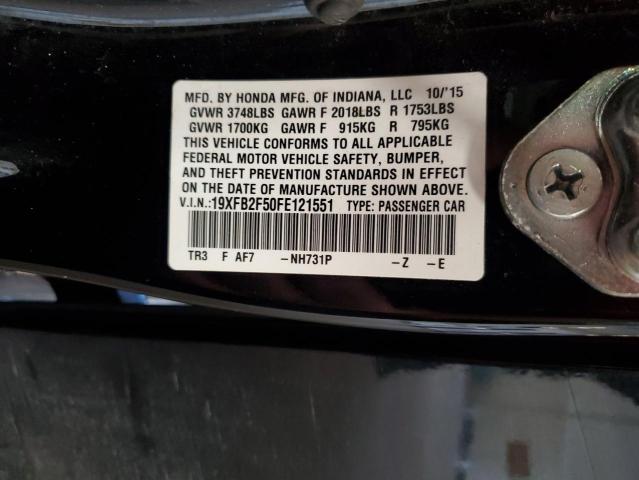 MFD. BY HONDA MFG. OF INDIANA, LLC 10/'15
GVWR 3748LBS GAWR F 2018LBS R 1753LBS
GVWR 1700KG GAWR F 915KG R 795KG
THIS VEHICLE CONFORMS TO ALL APPLICABLE
FEDERAL MOTOR VEHICLE SAFETY, BUMPER,
AND THEFT PREVENTION STANDARDS IN EFFECT
ON THE DATE OF MANUFACTURE SHOWN ABOVE.
V.I.N.:19XFB2F50FE121551 TYPE: PASSENGER CAR
TR3 F AF7 -NH731P -Z -E